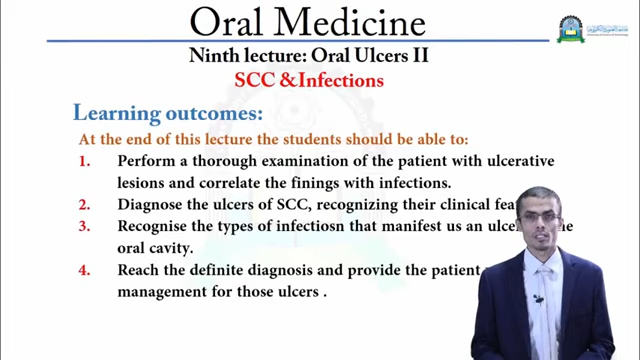 Oral Medicine
Ninth lecture: Oral Ulcers II
SCC &Infections
Learning outcomes:
At the end of this lecture the students should be able to:
1. Perform a thorough examination of the patient with ulcerative
lesions and correlate the finings with infections.
2. Diagnose the ulcers of SCC, recognizing their clinical fea
3. Recognise the types of infectiosn that manifest us an ulce
oral cavity.
4. Reach the definite diagnosis and provide the patient
management for those ulcers .